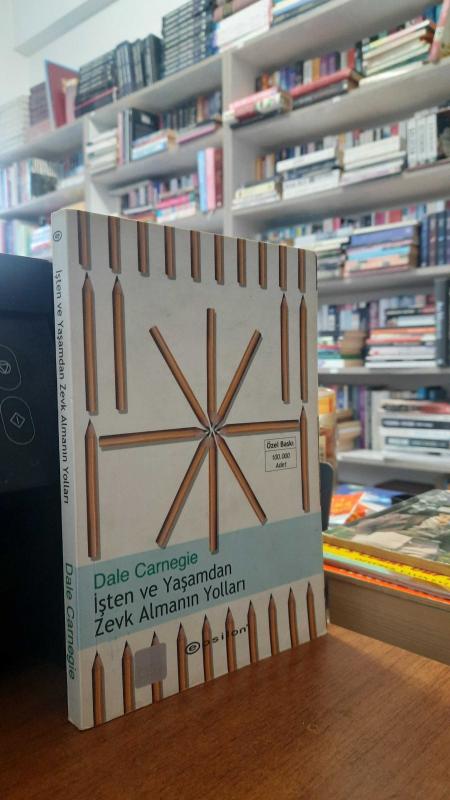 İşten ve Yaşamdan Zevk Almanın Yolları
Dale Carnegie
Özel Baskı
100.000
Adet
Dale Carnegie
İşten ve Yaşamdan
Zevk Almanın Yolları
epsilon